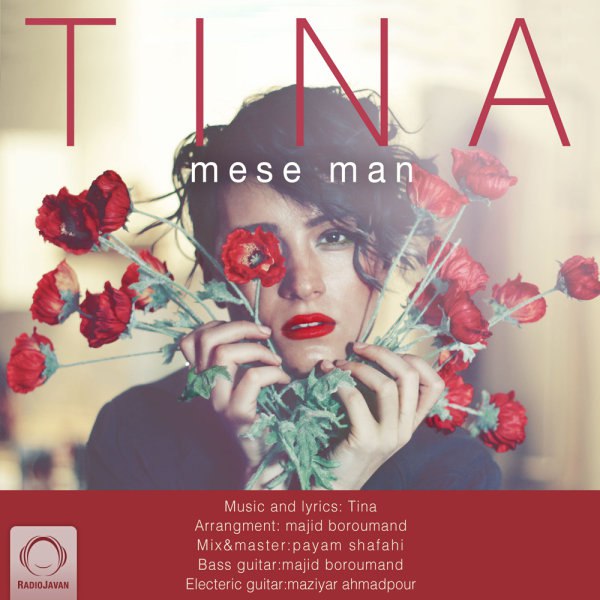 TINA
mese man
Music and lyrics: Tina
Arrangment: majid boroumand
Mix&master:payam shafahi
Bass guitar:majid boroumand
Electeric guitar:maziyar ahmadpour
RADIOJAVAN